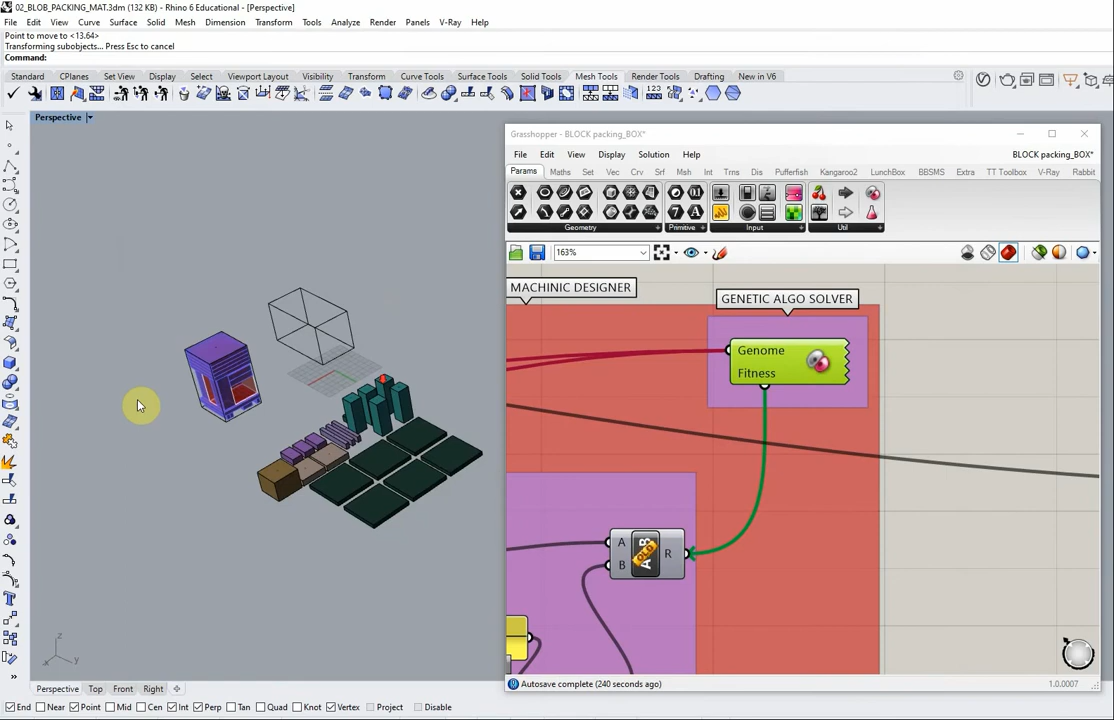 02_BLOB_PACKING_MAT.3dm (132 KB) - Rhino 6 Educational - [Perspective]
File Edit View Curve Surface Solid Mesh Dimension Transform Tools Analyze Render Panels V-Ray Help
Point to move to <13.64>
Transforming subobjects... Press Esc to cancel
Command:
Standard CPlanes Set View Display Select Viewport Layout Visibility Transform Curve Tools Surface Tools Solid Tools Mesh Tools Render Tools Drafting New in V6
Perspective
Grasshopper - BLOCK packing_BOX*
File Edit View Display Solution Help BLOCK packing_BOX*
Params Maths Set Vec Crv Srf Msh Int Trns Dis Pufferfish Kangaroo2 LunchBox BBSMS Extra TT Toolbox V-Ray Rabbit
Geometry Primitive Input Util
163%
MACHINIC DESIGNER
GENETIC ALGO SOLVER
Genome
Fitness
A
B
OLD
R
z
x y
Autosave complete (240 seconds ago) 1.0.0007
Perspective Top Front Right
End Near Point Mid Cen Int Perp Tan Quad Knot Vertex Project Disable